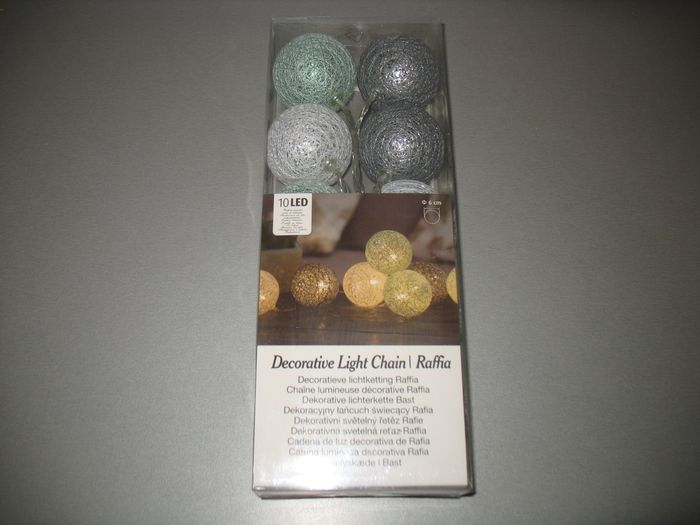 10 LED
Φ 6 cm
Decorative Light Chain | Raffia
Decoratieve lichtketting Raffia
Chaîne lumineuse décorative Raffia
Dekorative lichterkette Bast
Dekoracyjny łańcuch świecący Rafia
Dekorativní světelný řetěz Rafie
Dekoratívna svetelná reťaz Raffia
Cadena de luz decorativa de Rafia
luminosa decorativa Rafia
i Bast